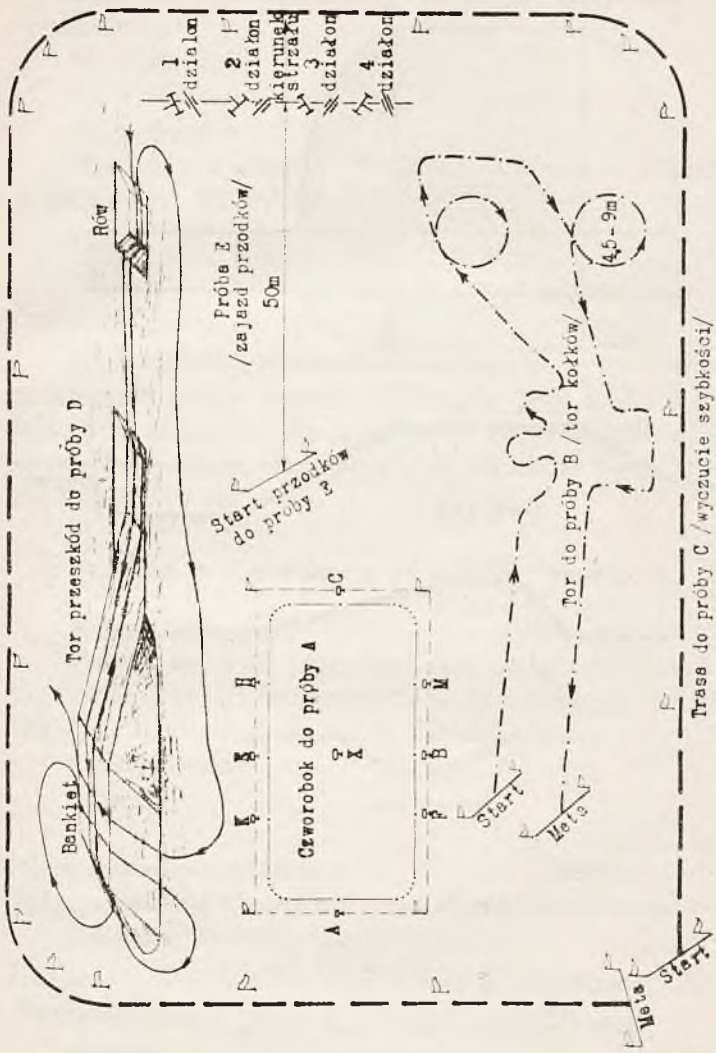 1
działon
2
działon
kierunek
strzału
3
działon
4
działon
Rów
Tor przeszkód do próby D
Bankiet
Próba E
/zajazd przodków/
50m
Start przodków
do próby E
Czworobok do próby A
A
K
E
H
C
X
F
B
M
4,5-9m
Tor do próby B /tor kołków/
Start
Meta
Trasa do próby C /wyczucie szybkości/
Meta
Start